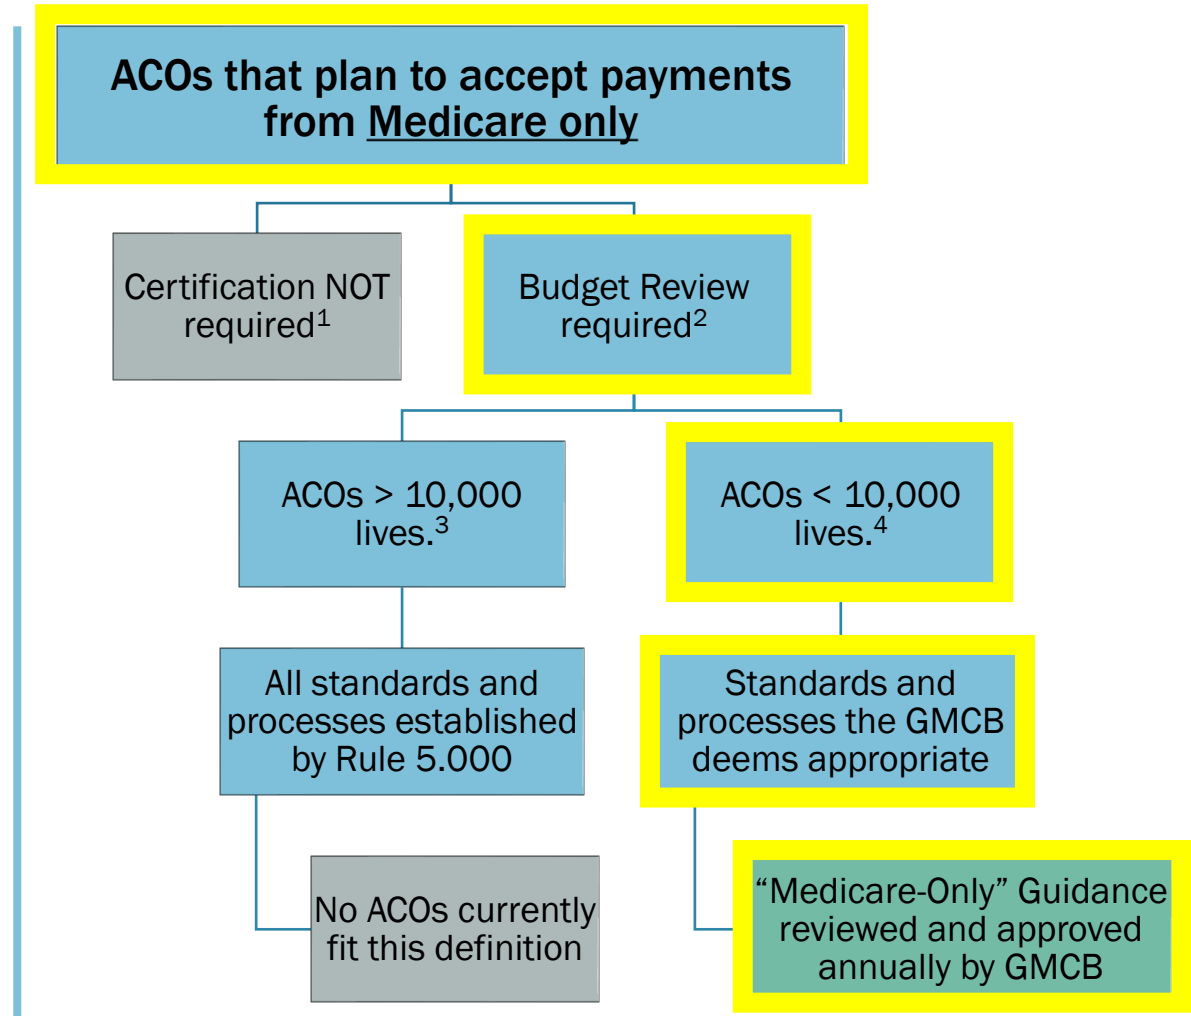 ACOs that plan to accept payments
from Medicare only
Certification NOT
required1
Budget Review
required2
ACOs > 10,000
lives.3
ACOs < 10,000
lives.4
All standards and
processes established
by Rule 5.000
Standards and
processes the GMCB
deems appropriate
No ACOs currently
fit this definition
“Medicare-Only” Guidance
reviewed and approved
annually by GMCB